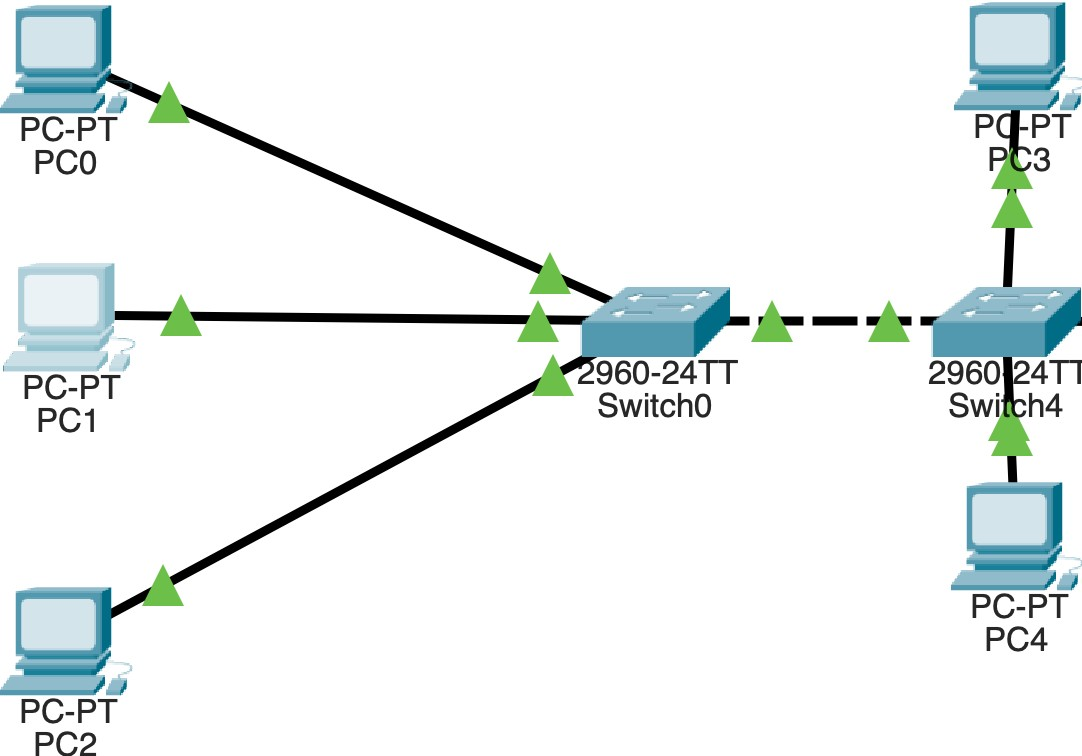 PC-PT
PC0
PC-PT
PC3
PC-PT
PC1
2960-24TT
Switch0
2960-24TT
Switch4
PC-PT
PC4
PC-PT
PC2